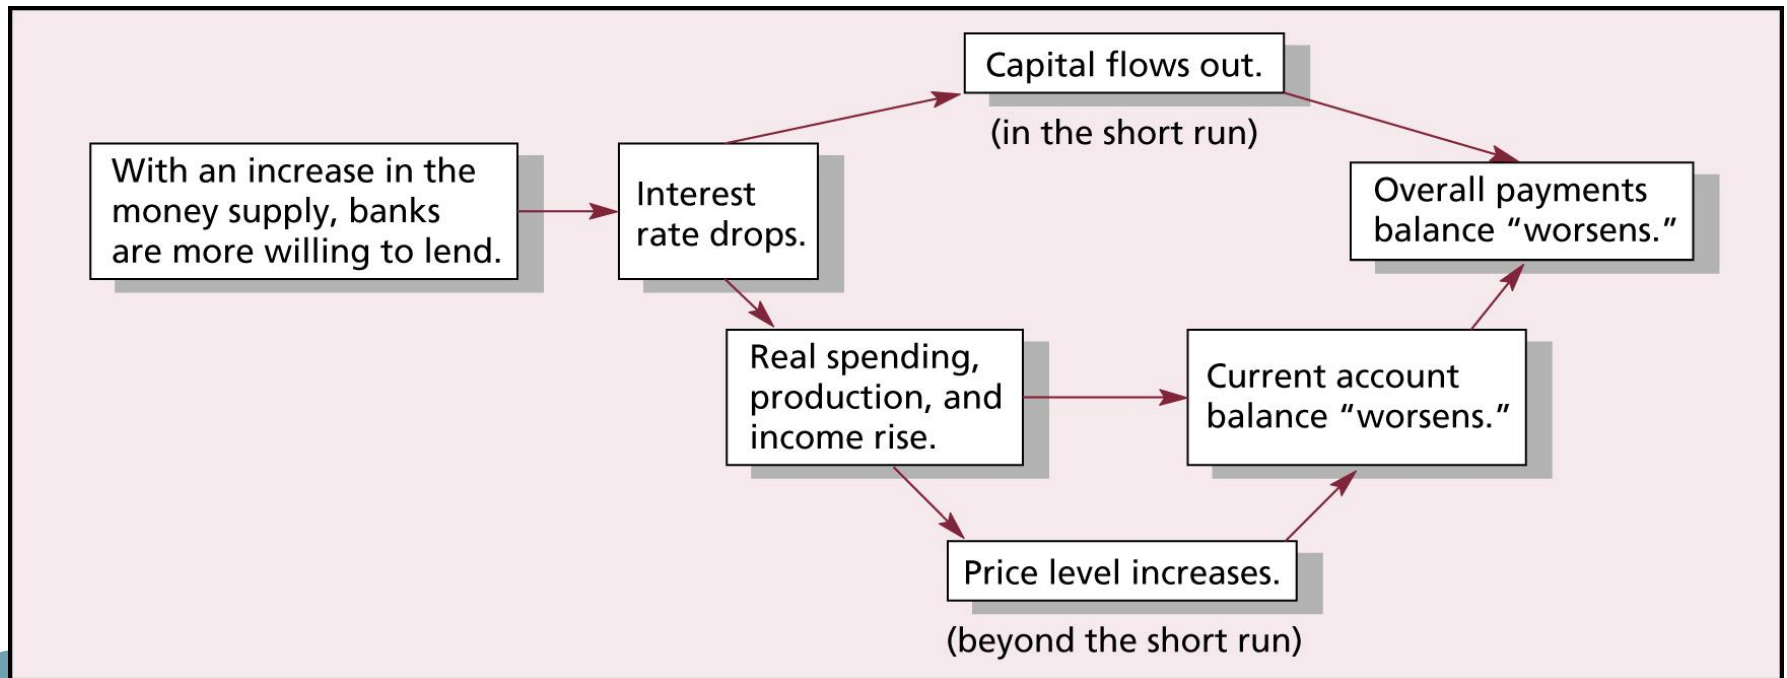 With an increase in the
money supply, banks
are more willing to lend.
Interest
rate drops.
Capital flows out.
(in the short run)
Overall payments
balance “worsens.”
Real spending,
production, and
income rise.
Current account
balance “worsens.”
Price level increases.
(beyond the short run)